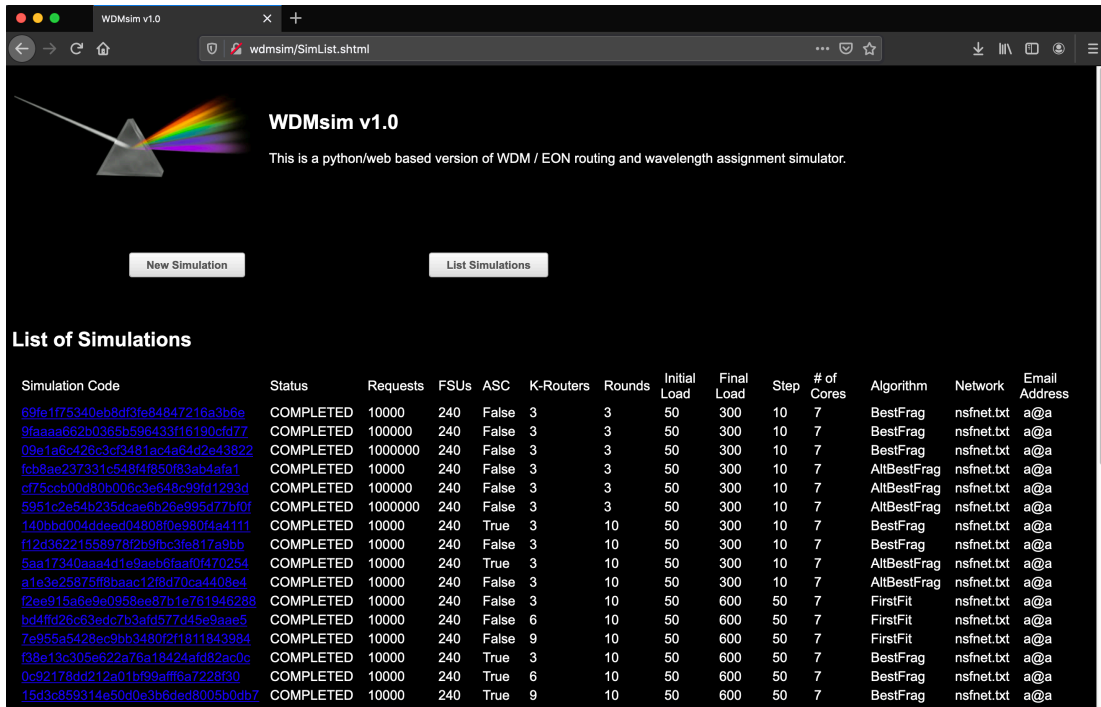 WDMsim v1.0
wdmsim/SimList.shtml
WDMsim v1.0
This is a python/web based version of WDM / EON routing and wavelength assignment simulator.
New Simulation List Simulations
List of Simulations
Simulation Code Status Requests FSUs ASC K-Routers Rounds Initial Load Final Load Step # of Cores Algorithm Network Email Address
69fe1f75340eb8df3fe84847216a3b6e COMPLETED 10000 240 False 3 3 50 300 10 7 BestFrag nsfnet.txt a@a
9faaaa662b0365b596433f16190cfd77 COMPLETED 100000 240 False 3 3 50 300 10 7 BestFrag nsfnet.txt a@a
09e1a6c426c3cf3481ac4a64d2e43822 COMPLETED 1000000 240 False 3 3 50 300 10 7 BestFrag nsfnet.txt a@a
fcb8ae237331c548f4f850f83ab4afa1 COMPLETED 10000 240 False 3 3 50 300 10 7 AltBestFrag nsfnet.txt a@a
cf75ccb00d80b006c3e648c99fd1293d COMPLETED 100000 240 False 3 3 50 300 10 7 AltBestFrag nsfnet.txt a@a
5951c2e54b235dcae6b26e995d77bf0f COMPLETED 1000000 240 False 3 3 50 300 10 7 AltBestFrag nsfnet.txt a@a
140bbd004ddeed04808f0e980f4a4111 COMPLETED 10000 240 True 3 10 50 300 10 7 BestFrag nsfnet.txt a@a
f12d36221558978f2b9fbc3fe817a9bb COMPLETED 10000 240 False 3 10 50 300 10 7 BestFrag nsfnet.txt a@a
5aa17340aaa4d1e9aeb6faaf0f470254 COMPLETED 10000 240 True 3 10 50 300 10 7 AltBestFrag nsfnet.txt a@a
a1e3e25875ff8baac12f8d70ca4408e4 COMPLETED 10000 240 False 3 10 50 300 10 7 AltBestFrag nsfnet.txt a@a
f2ee915a6e9e0958ee87b1e761946288 COMPLETED 10000 240 False 3 10 50 600 50 7 FirstFit nsfnet.txt a@a
bd4ffd26c63edc7b3afd577d45e9aae5 COMPLETED 10000 240 False 6 10 50 600 50 7 FirstFit nsfnet.txt a@a
7e955a5428ec9bb3480f2f1811843984 COMPLETED 10000 240 False 9 10 50 600 50 7 FirstFit nsfnet.txt a@a
f38e13c305e622a76a18424afd82ac0c COMPLETED 10000 240 True 3 10 50 600 50 7 BestFrag nsfnet.txt a@a
0c92178dd212a01bf99afff6a7228f30 COMPLETED 10000 240 True 6 10 50 600 50 7 BestFrag nsfnet.txt a@a
15d3c859314e50d0e3b6ded8005b0db7 COMPLETED 10000 240 True 9 10 50 600 50 7 BestFrag nsfnet.txt a@a